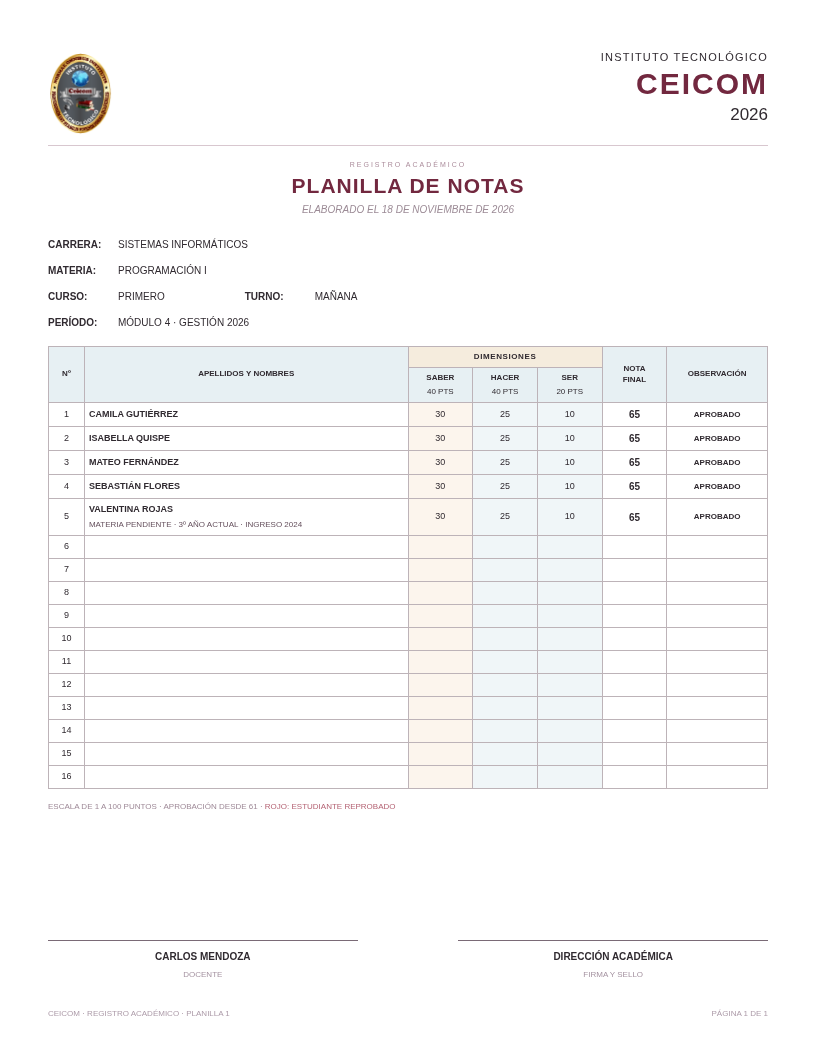 INSTITUTO
Ceicom
TECNOLÓGICO
INSTITUTO TECNOLÓGICO
CEICOM
2026
REGISTRO ACADÉMICO
PLANILLA DE NOTAS
ELABORADO EL 18 DE NOVIEMBRE DE 2026
CARRERA: SISTEMAS INFORMÁTICOS
MATERIA: PROGRAMACIÓN I
CURSO: PRIMERO TURNO: MAÑANA
PERÍODO: MÓDULO 4 · GESTIÓN 2026
Nº APELLIDOS Y NOMBRES DIMENSIONES NOTA FINAL OBSERVACIÓN
SABER HACER SER
40 PTS 40 PTS 20 PTS
1 CAMILA GUTIÉRREZ 30 25 10 65 APROBADO
2 ISABELLA QUISPE 30 25 10 65 APROBADO
3 MATEO FERNÁNDEZ 30 25 10 65 APROBADO
4 SEBASTIÁN FLORES 30 25 10 65 APROBADO
5 VALENTINA ROJAS 30 25 10 65 APROBADO
MATERIA PENDIENTE · 3º AÑO ACTUAL · INGRESO 2024
6
7
8
9
10
11
12
13
14
15
16
ESCALA DE 1 A 100 PUNTOS · APROBACIÓN DESDE 61 · ROJO: ESTUDIANTE REPROBADO
CARLOS MENDOZA DIRECCIÓN ACADÉMICA
DOCENTE FIRMA Y SELLO
CEICOM · REGISTRO ACADÉMICO · PLANILLA 1 PÁGINA 1 DE 1